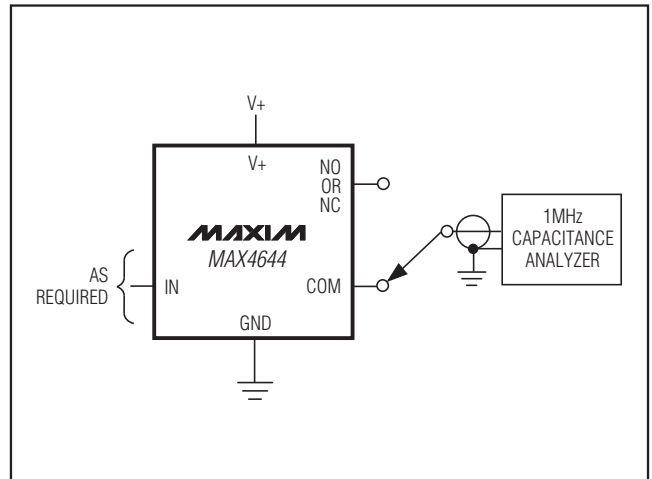 V+
V+
NO
OR
NC
MAXIM
MAX4644
AS
REQUIRED
IN
COM
GND
1MHz
CAPACITANCE
ANALYZER